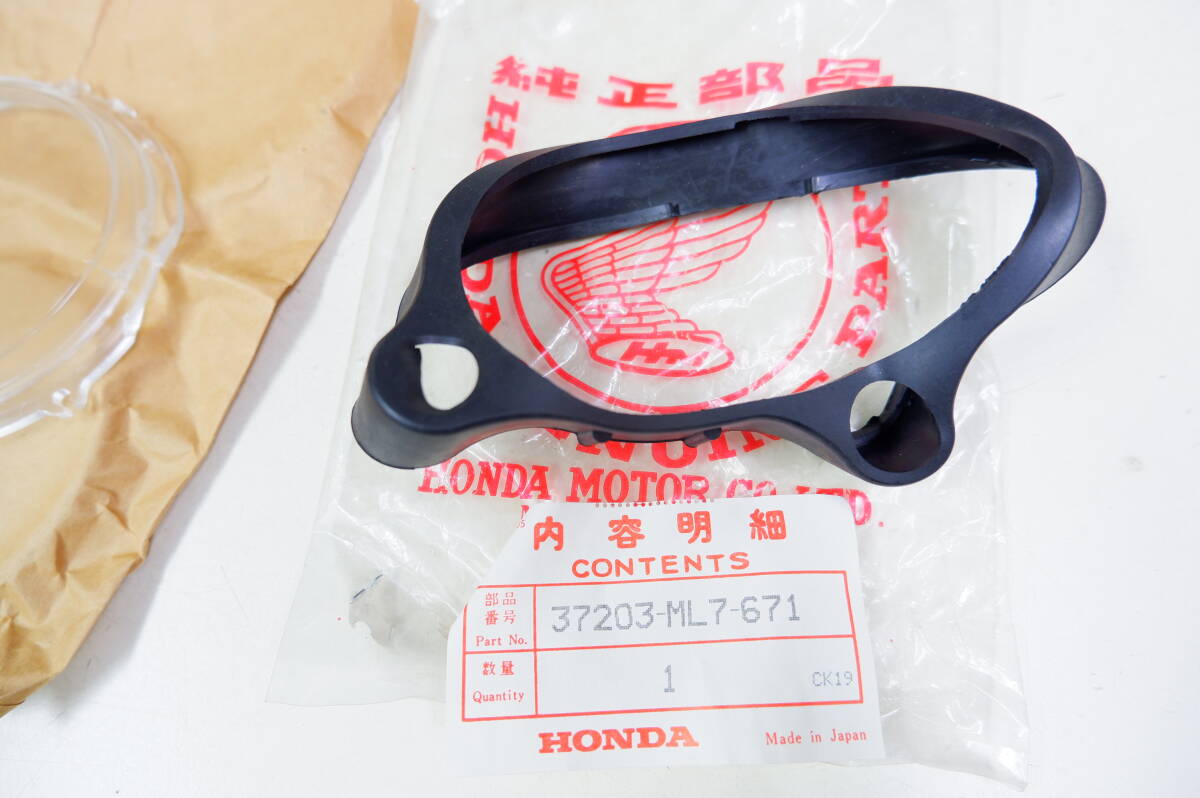 純正部品
HONDA MOTOR CO., LTD.
内容明細
CONTENTS
部品
番号
Part No.
37203-ML7-671
数量
Quantity
1
CK19
HONDA
Made in Japan